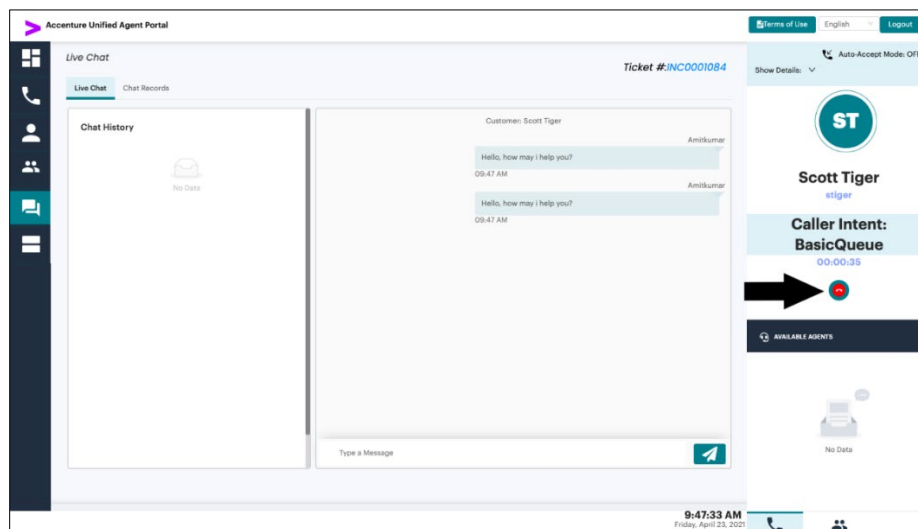 Accenture Unified Agent Portal
Terms of Use
English
Logout
Live Chat
Ticket #:INC0001084
Live Chat
Chat Records
Chat History
No Data
Customer: Scott Tiger
Amitkumar
Hello, how may i help you?
09:47 AM
Amitkumar
Hello, how may i help you?
09:47 AM
Type a Message
Auto-Accept Mode: OFF
Show Details:
ST
Scott Tiger
stiger
Caller Intent:
BasicQueue
00:00:35
AVAILABLE AGENTS
No Data
9:47:33 AM
Friday, April 23, 2021